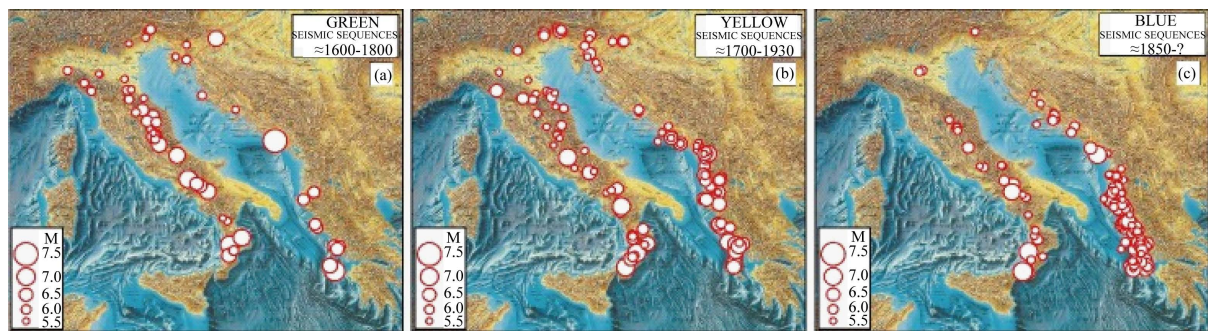 GREEN
SEISMIC SEQUENCES
≈1600-1800
(a)
M
7.5
7.0
6.5
6.0
5.5
YELLOW
SEISMIC SEQUENCES
≈1700-1930
(b)
M
7.5
7.0
6.5
6.0
5.5
BLUE
SEISMIC SEQUENCES
≈1850-?
(c)
M
7.5
7.0
6.5
6.0
5.5